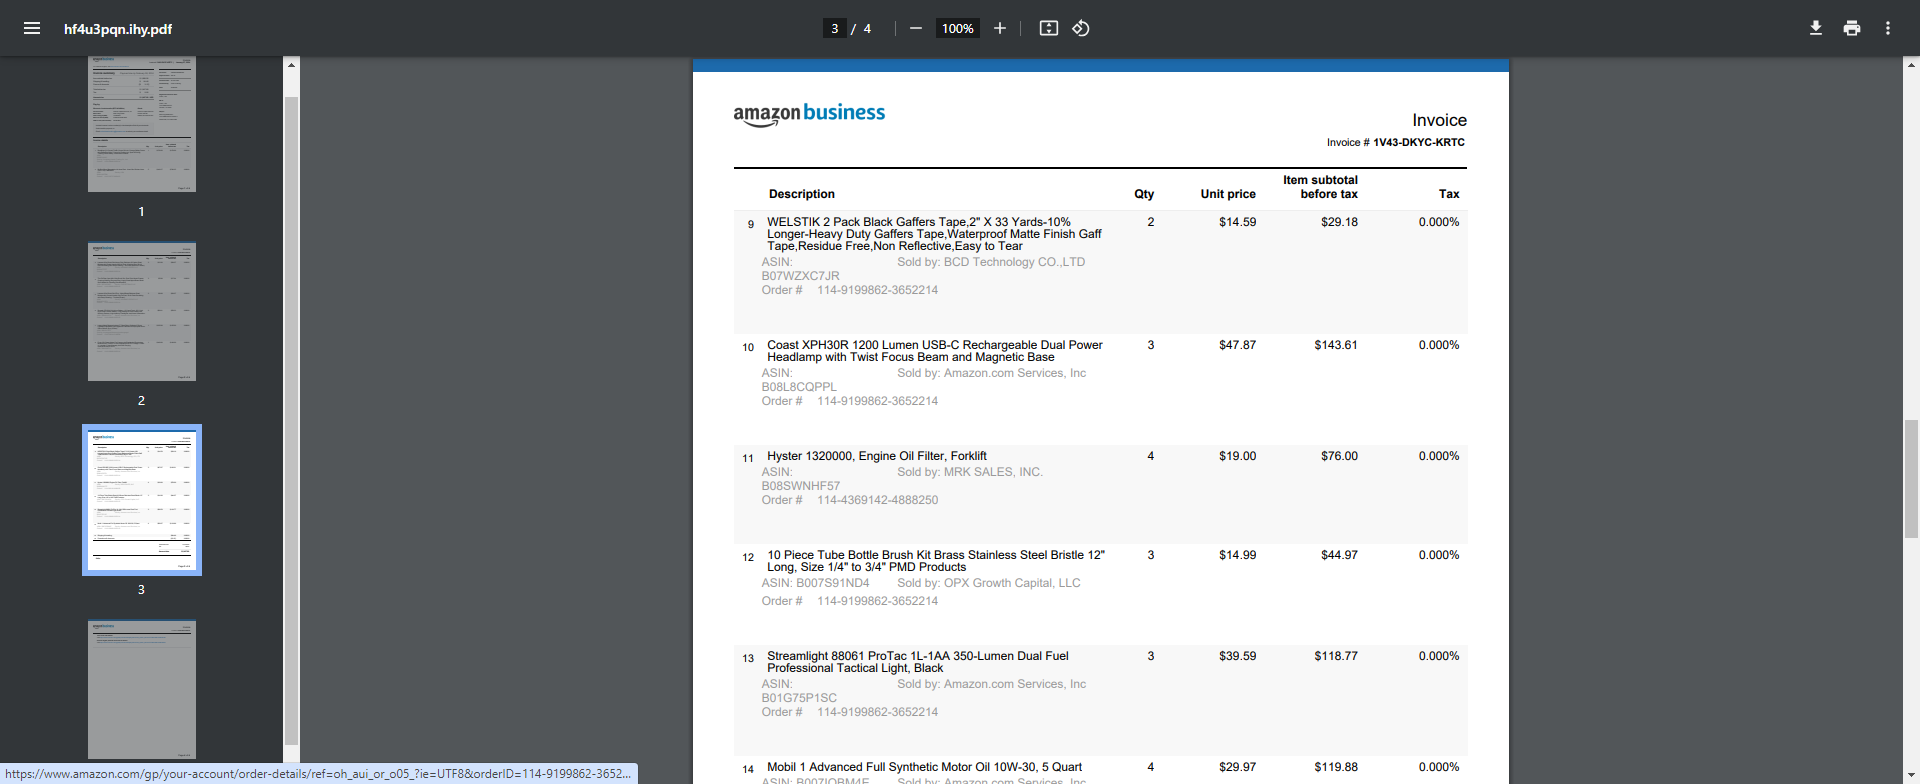 hf4u3pqn.ihy.pdf
3 / 4
100%
1
2
3
amazon business
Invoice
Invoice # 1V43-DKYC-KRTC
Description Qty Unit price Item subtotal before tax Tax
9 WELSTIK 2 Pack Black Gaffers Tape,2" X 33 Yards-10% 2 $14.59 $29.18 0.000%
Longer-Heavy Duty Gaffers Tape,Waterproof Matte Finish Gaff
Tape,Residue Free,Non Reflective,Easy to Tear
ASIN: Sold by: BCD Technology CO.,LTD
B07WZXC7JR
Order # 114-9199862-3652214
10 Coast XPH30R 1200 Lumen USB-C Rechargeable Dual Power 3 $47.87 $143.61 0.000%
Headlamp with Twist Focus Beam and Magnetic Base
ASIN: Sold by: Amazon.com Services, Inc
B08L8CQPPL
Order # 114-9199862-3652214
11 Hyster 1320000, Engine Oil Filter, Forklift 4 $19.00 $76.00 0.000%
ASIN: Sold by: MRK SALES, INC.
B08SWNHF57
Order # 114-4369142-4888250
12 10 Piece Tube Bottle Brush Kit Brass Stainless Steel Bristle 12" 3 $14.99 $44.97 0.000%
Long, Size 1/4" to 3/4" PMD Products
ASIN: B007S91ND4 Sold by: OPX Growth Capital, LLC
Order # 114-9199862-3652214
13 Streamlight 88061 ProTac 1L-1AA 350-Lumen Dual Fuel 3 $39.59 $118.77 0.000%
Professional Tactical Light, Black
ASIN: Sold by: Amazon.com Services, Inc
B01G75P1SC
Order # 114-9199862-3652214
14 Mobil 1 Advanced Full Synthetic Motor Oil 10W-30, 5 Quart 4 $29.97 $119.88 0.000%
ASIN: Sold by: Amazon.com Services, Inc
https://www.amazon.com/gp/your-account/order-details/ref=oh_aui_or_o05_?ie=UTF8&orderID=114-9199862-3652...